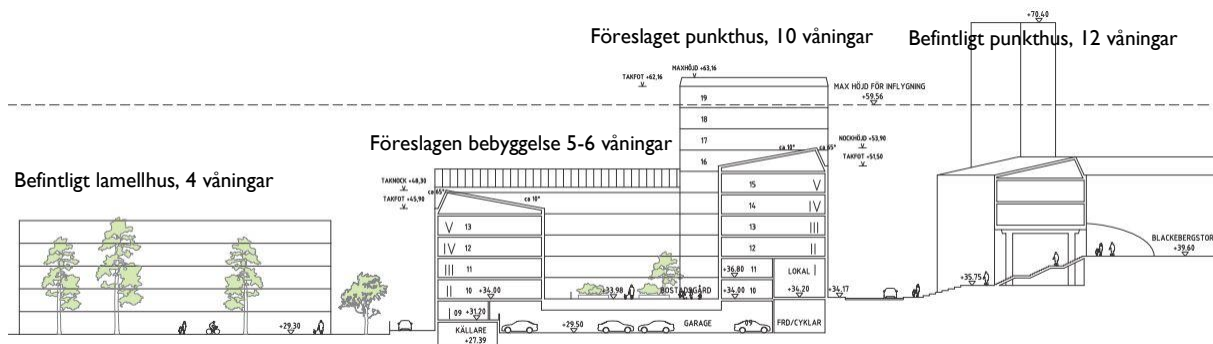 +70.40
Föreslaget punkthus, 10 våningar
Befintligt punkthus, 12 våningar
MAXHÖJD +63,16
TAKFOT +62,16
MAX HÖJD FÖR INFLYGNING
+59.56
19
18
17
16
Föreslagen bebyggelse 5-6 våningar
NOCKHÖJD +53,90
TAKFOT +51,50
ca 10°
ca 65°
Befintligt lamellhus, 4 våningar
TAKNOCK +48,30
TAKFOT +45,90
ca 65°
ca 10°
15 V
14 IV
13 III
12 II
V 13
IV 12
III 11
II 10 +34.00
I 09 +31.20
KÄLLARE
+27.39
+36.80 11
LOKAL I
+33.98
BOSTADSGÅRD
+34.00 10
+34.20
+34.17
+29.30
+29.50
GARAGE
09
FRD/CYKLAR
+35.75
BLACKEBERGSTOR
+39.60